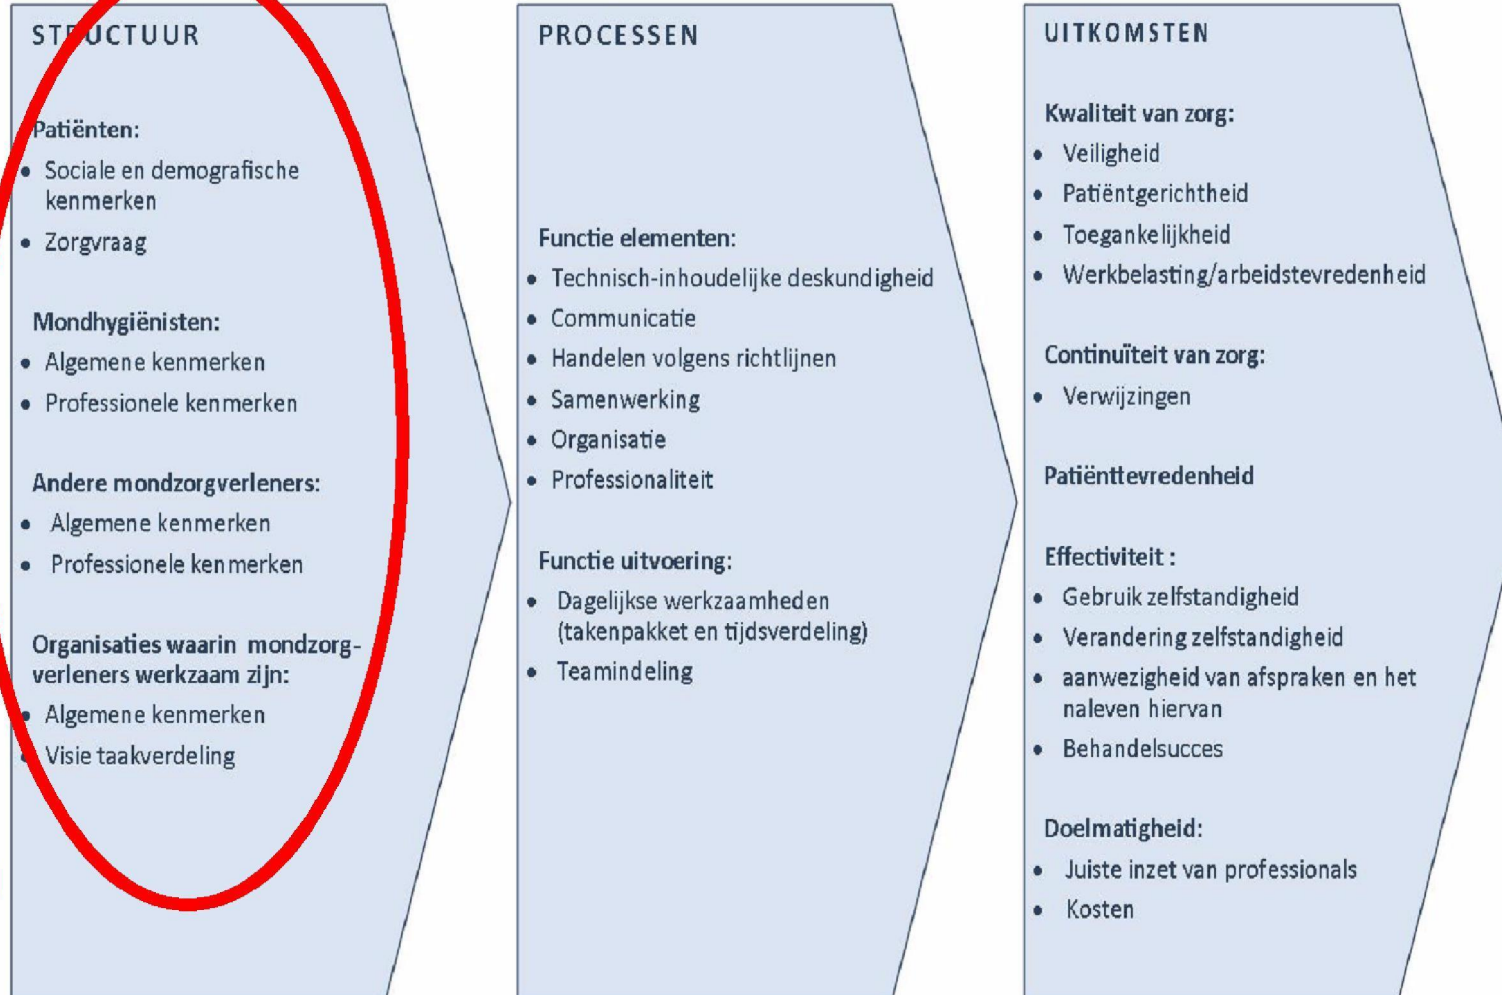 STRUCTUUR
Patiënten:
• Sociale en demografische
kenmerken
• Zorgvraag
Mondhygiënisten:
• Algemene kenmerken
• Professionele kenmerken
Andere mondzorgverleners:
• Algemene kenmerken
• Professionele kenmerken
Organisaties waarin mondzorg-
verleners werkzaam zijn:
• Algemene kenmerken
• Visie taakverdeling
PROCESSEN
Functie elementen:
• Technisch-inhoudelijke deskundigheid
• Communicatie
• Handelen volgens richtlijnen
• Samenwerking
• Organisatie
• Professionaliteit
Functie uitvoering:
• Dagelijkse werkzaamheden
(takenpakket en tijdsverdeling)
• Teamindeling
UITKOMSTEN
Kwaliteit van zorg:
• Veiligheid
• Patiëntgerichtheid
• Toegankelijkheid
• Werkbelasting/arbeidstevredenheid
Continuïteit van zorg:
• Verwijzingen
Patiënttevredenheid
Effectiviteit :
• Gebruik zelfstandigheid
• Verandering zelfstandigheid
• aanwezigheid van afspraken en het
naleven hiervan
• Behandelsucces
Doelmatigheid:
• Juiste inzet van professionals
• Kosten